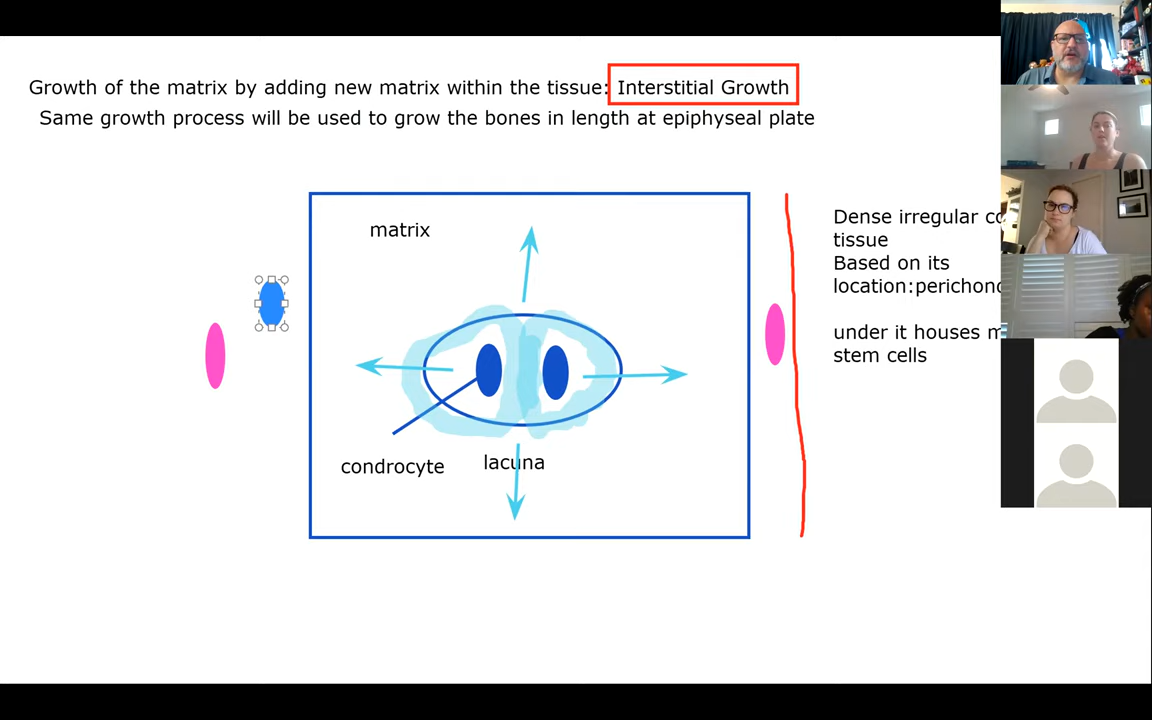 Growth of the matrix by adding new matrix within the tissue: Interstitial Growth
Same growth process will be used to grow the bones in length at epiphyseal plate
matrix
condrocyte
lacuna
Dense irregular
tissue
Based on its
under it houses
stem cells